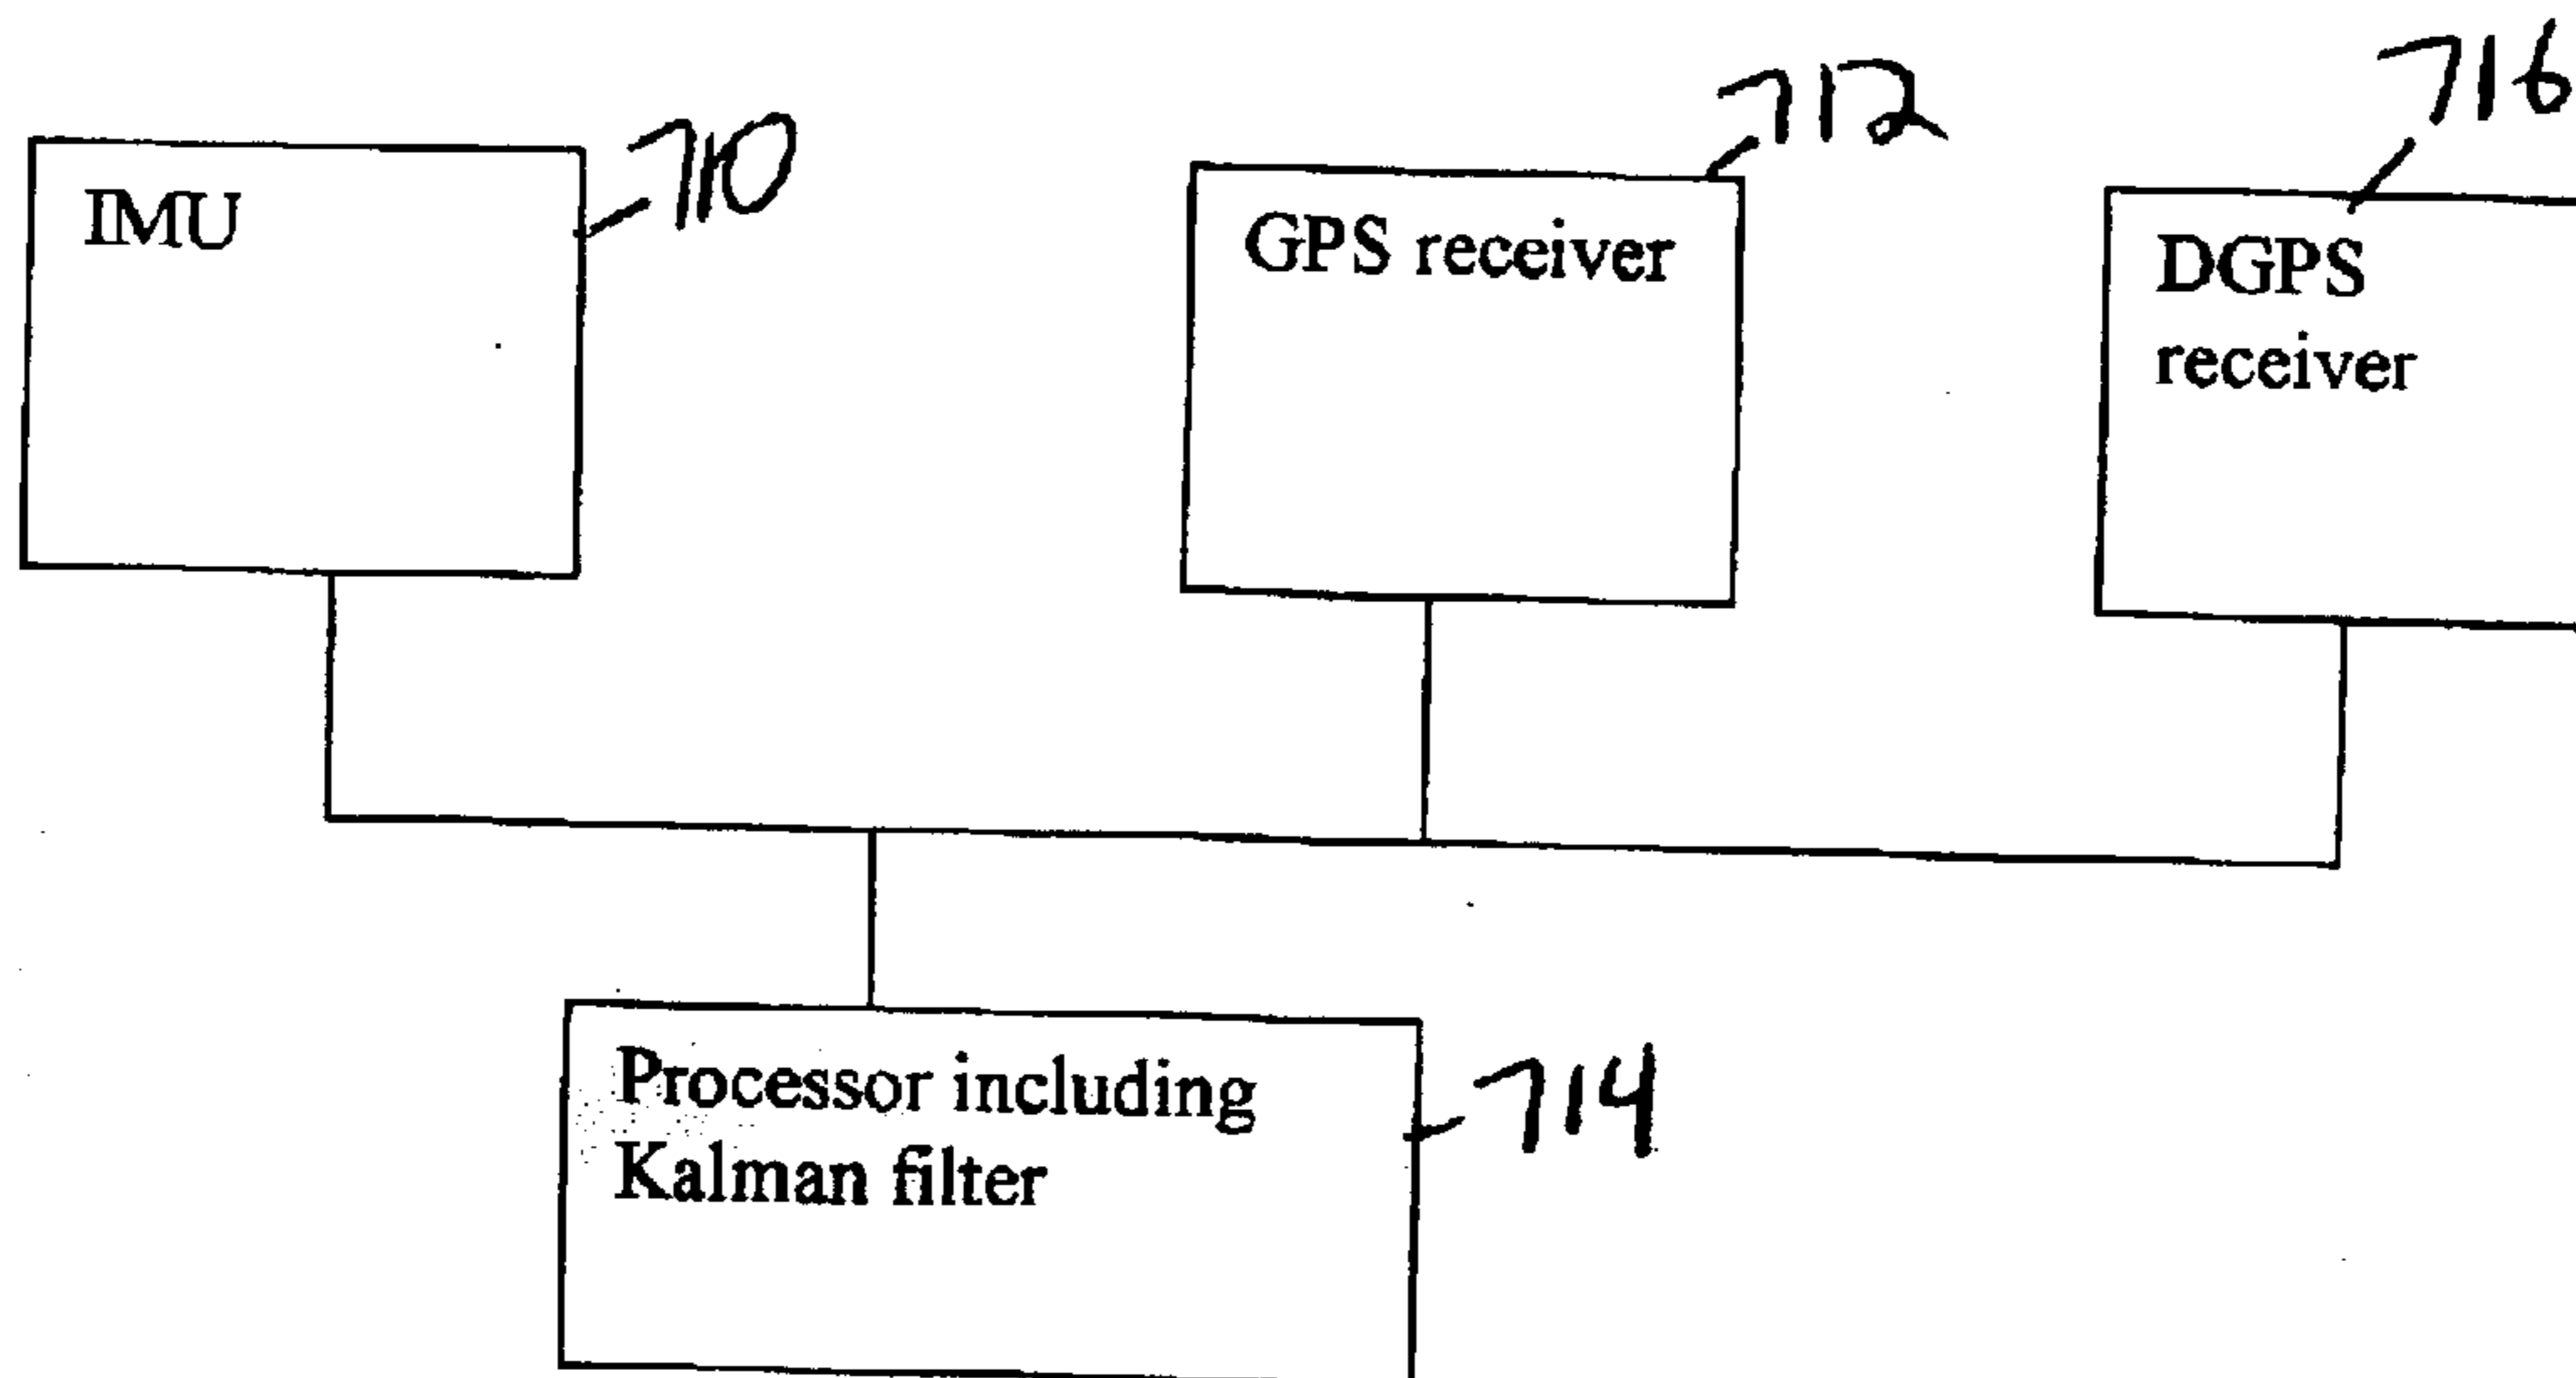 710
712
716
IMU
GPS receiver
DGPS
receiver
Processor including
Kalman filter
714